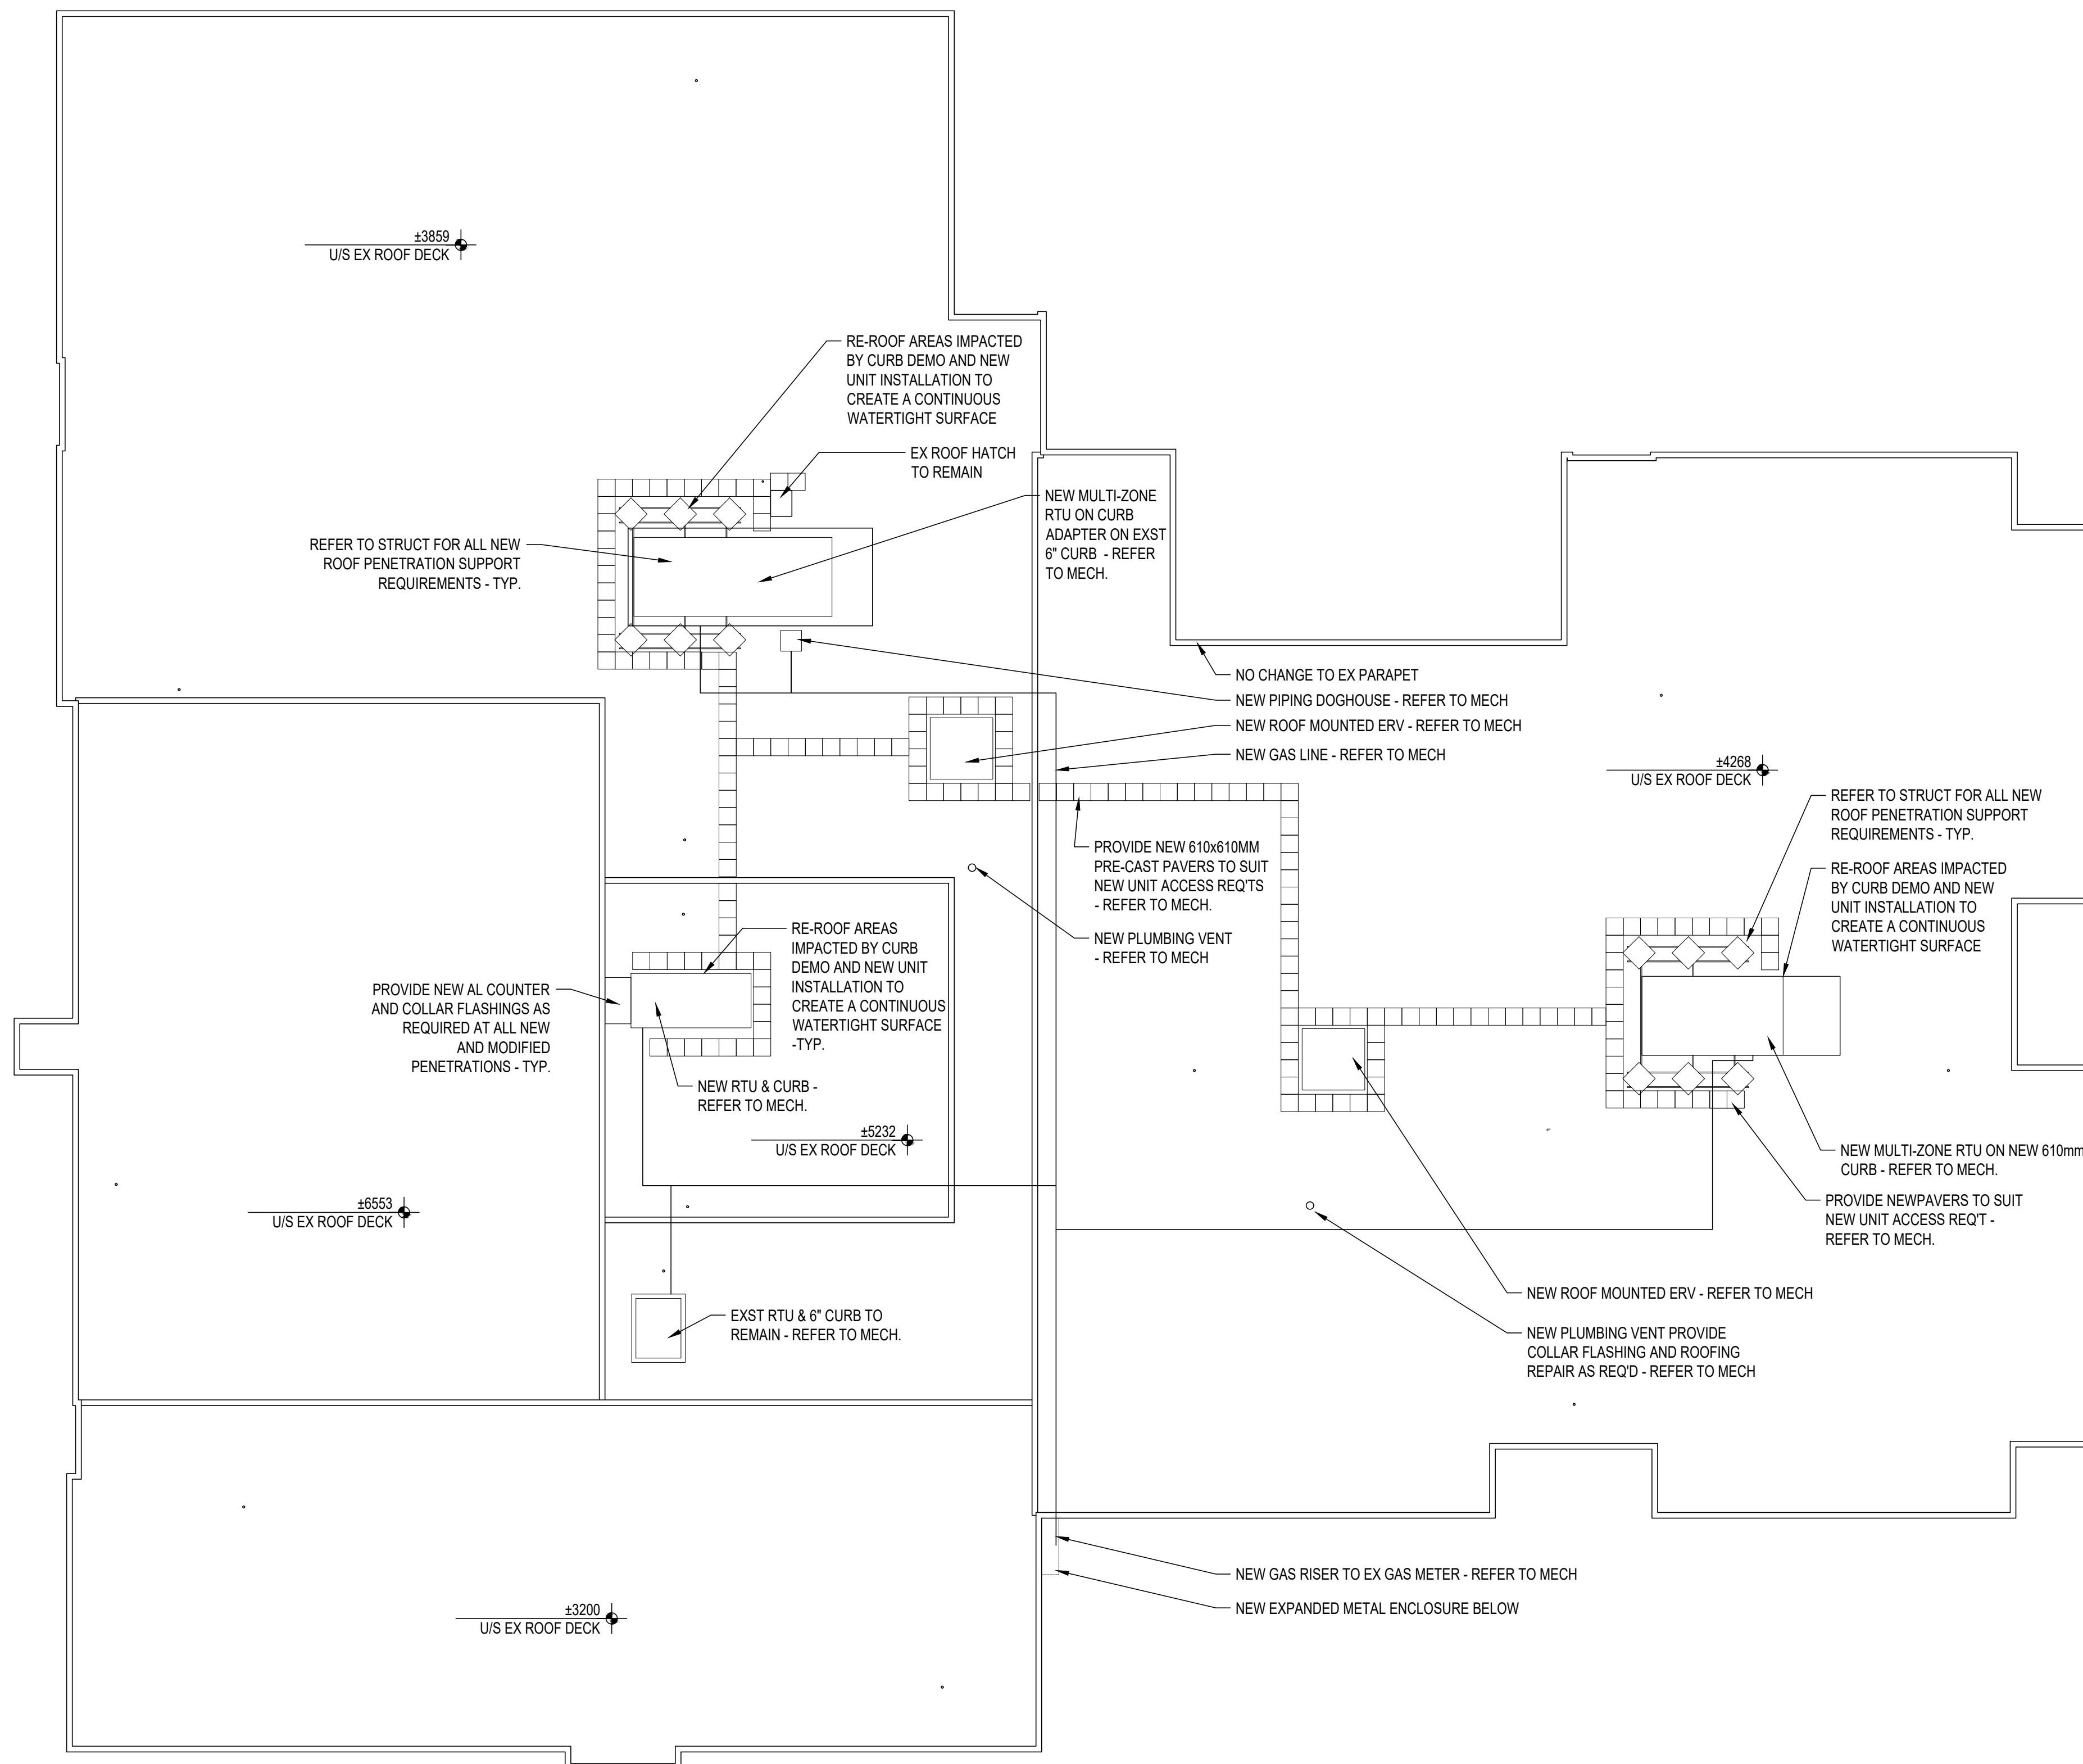 ±3859
U/S EX ROOF DECK
RE-ROOF AREAS IMPACTED
BY CURB DEMO AND NEW
UNIT INSTALLATION TO
CREATE A CONTINUOUS
WATERTIGHT SURFACE
EX ROOF HATCH
TO REMAIN
NEW MULTI-ZONE
RTU ON CURB
ADAPTER ON EXST
6" CURB - REFER
TO MECH.
REFER TO STRUCT FOR ALL NEW
ROOF PENETRATION SUPPORT
REQUIREMENTS - TYP.
NO CHANGE TO EX PARAPET
NEW PIPING DOGHOUSE - REFER TO MECH
NEW ROOF MOUNTED ERV - REFER TO MECH
NEW GAS LINE - REFER TO MECH
±4268
U/S EX ROOF DECK
REFER TO STRUCT FOR ALL NEW
ROOF PENETRATION SUPPORT
REQUIREMENTS - TYP.
PROVIDE NEW 610x610MM
PRE-CAST PAVERS TO SUIT
NEW UNIT ACCESS REQ'TS
- REFER TO MECH.
RE-ROOF AREAS IMPACTED
BY CURB DEMO AND NEW
UNIT INSTALLATION TO
CREATE A CONTINUOUS
WATERTIGHT SURFACE
NEW PLUMBING VENT
- REFER TO MECH
RE-ROOF AREAS
IMPACTED BY CURB
DEMO AND NEW UNIT
INSTALLATION TO
CREATE A CONTINUOUS
WATERTIGHT SURFACE
-TYP.
PROVIDE NEW AL COUNTER
AND COLLAR FLASHINGS AS
REQUIRED AT ALL NEW
AND MODIFIED
PENETRATIONS - TYP.
NEW RTU & CURB -
REFER TO MECH.
±5232
U/S EX ROOF DECK
NEW MULTI-ZONE RTU ON NEW 610mm
CURB - REFER TO MECH.
±6553
U/S EX ROOF DECK
PROVIDE NEWPAVERS TO SUIT
NEW UNIT ACCESS REQ'T -
REFER TO MECH.
NEW ROOF MOUNTED ERV - REFER TO MECH
EXST RTU & 6" CURB TO
REMAIN - REFER TO MECH.
NEW PLUMBING VENT PROVIDE
COLLAR FLASHING AND ROOFING
REPAIR AS REQ'D - REFER TO MECH
NEW GAS RISER TO EX GAS METER - REFER TO MECH
NEW EXPANDED METAL ENCLOSURE BELOW
±3200
U/S EX ROOF DECK